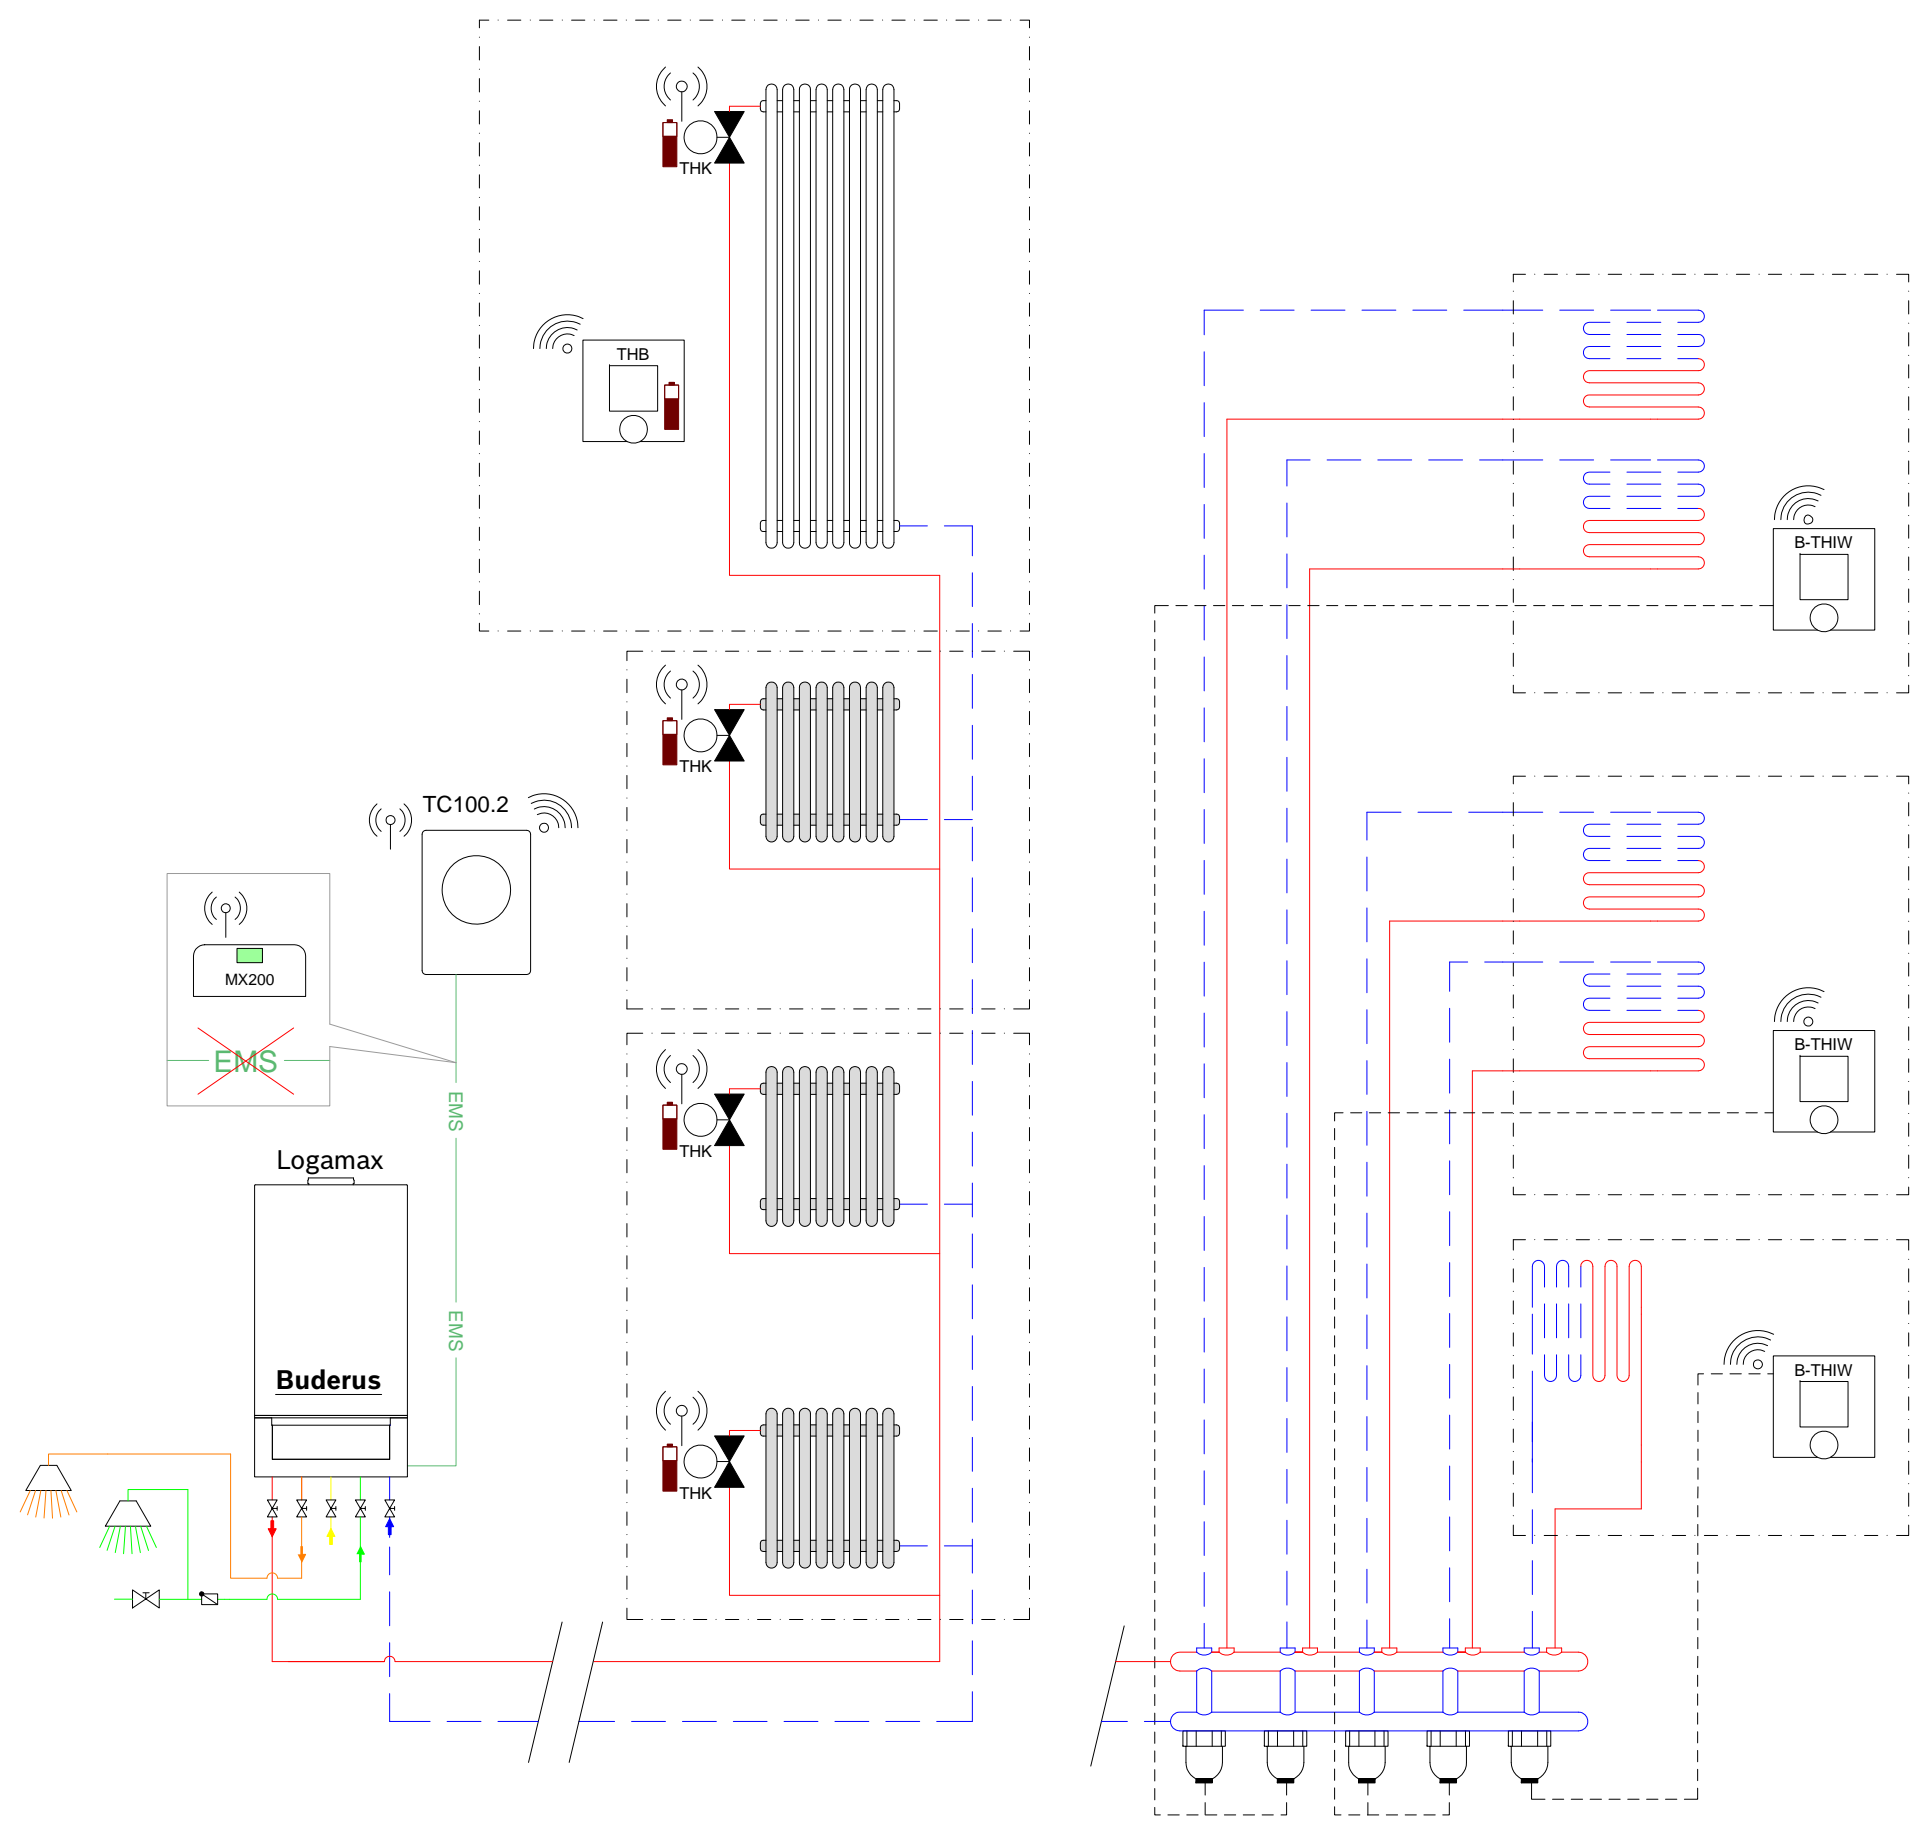 THK
THB
B-THIW
THK
TC100.2
MX200
EMS
B-THIW
EMS
THK
Logamax
EMS
Buderus
B-THIW
THK